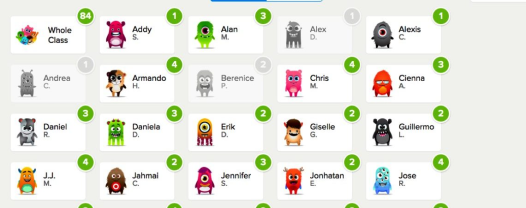 84
Whole
Class
1
Addy
S.
3
Alan
M.
1
Alex
D.
1
Alexis
C.
1
Andrea
C.
4
Armando
H.
2
Berenice
P.
4
Chris
M.
3
Cienna
A.
3
Daniel
R.
3
Daniela
D.
2
Erik
D.
2
Giselle
G.
2
Guillermo
L.
4
J.J.
M.
2
Jahmai
C.
3
Jennifer
S.
2
Jonhatan
E.
4
Jose
R.